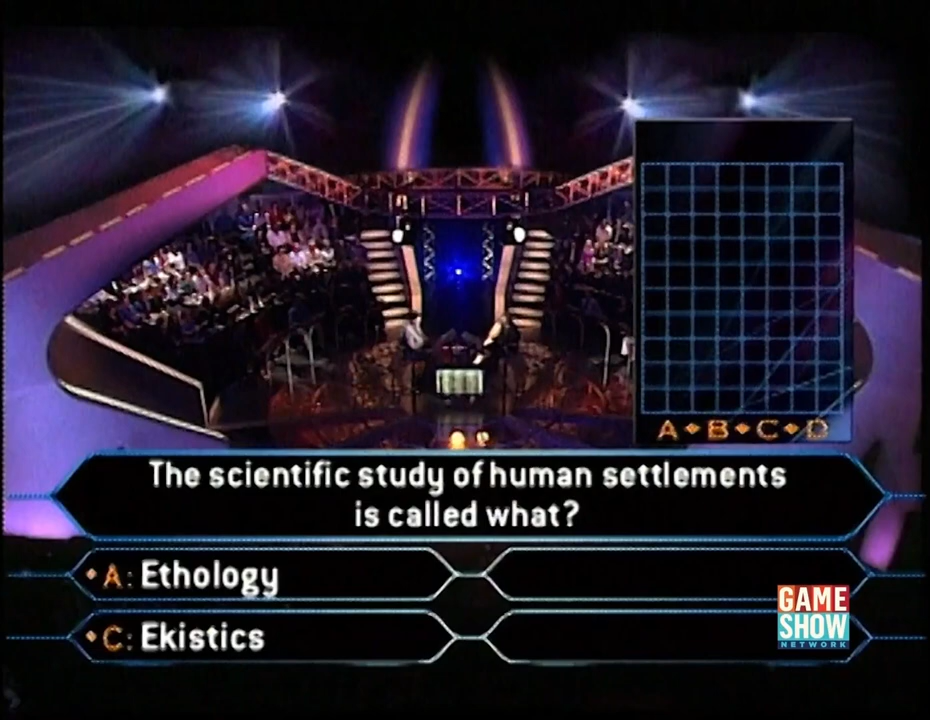 A B C D
The scientific study of human settlements
is called what?
A: Ethology
C: Ekistics
GAME
SHOW
NETWORK